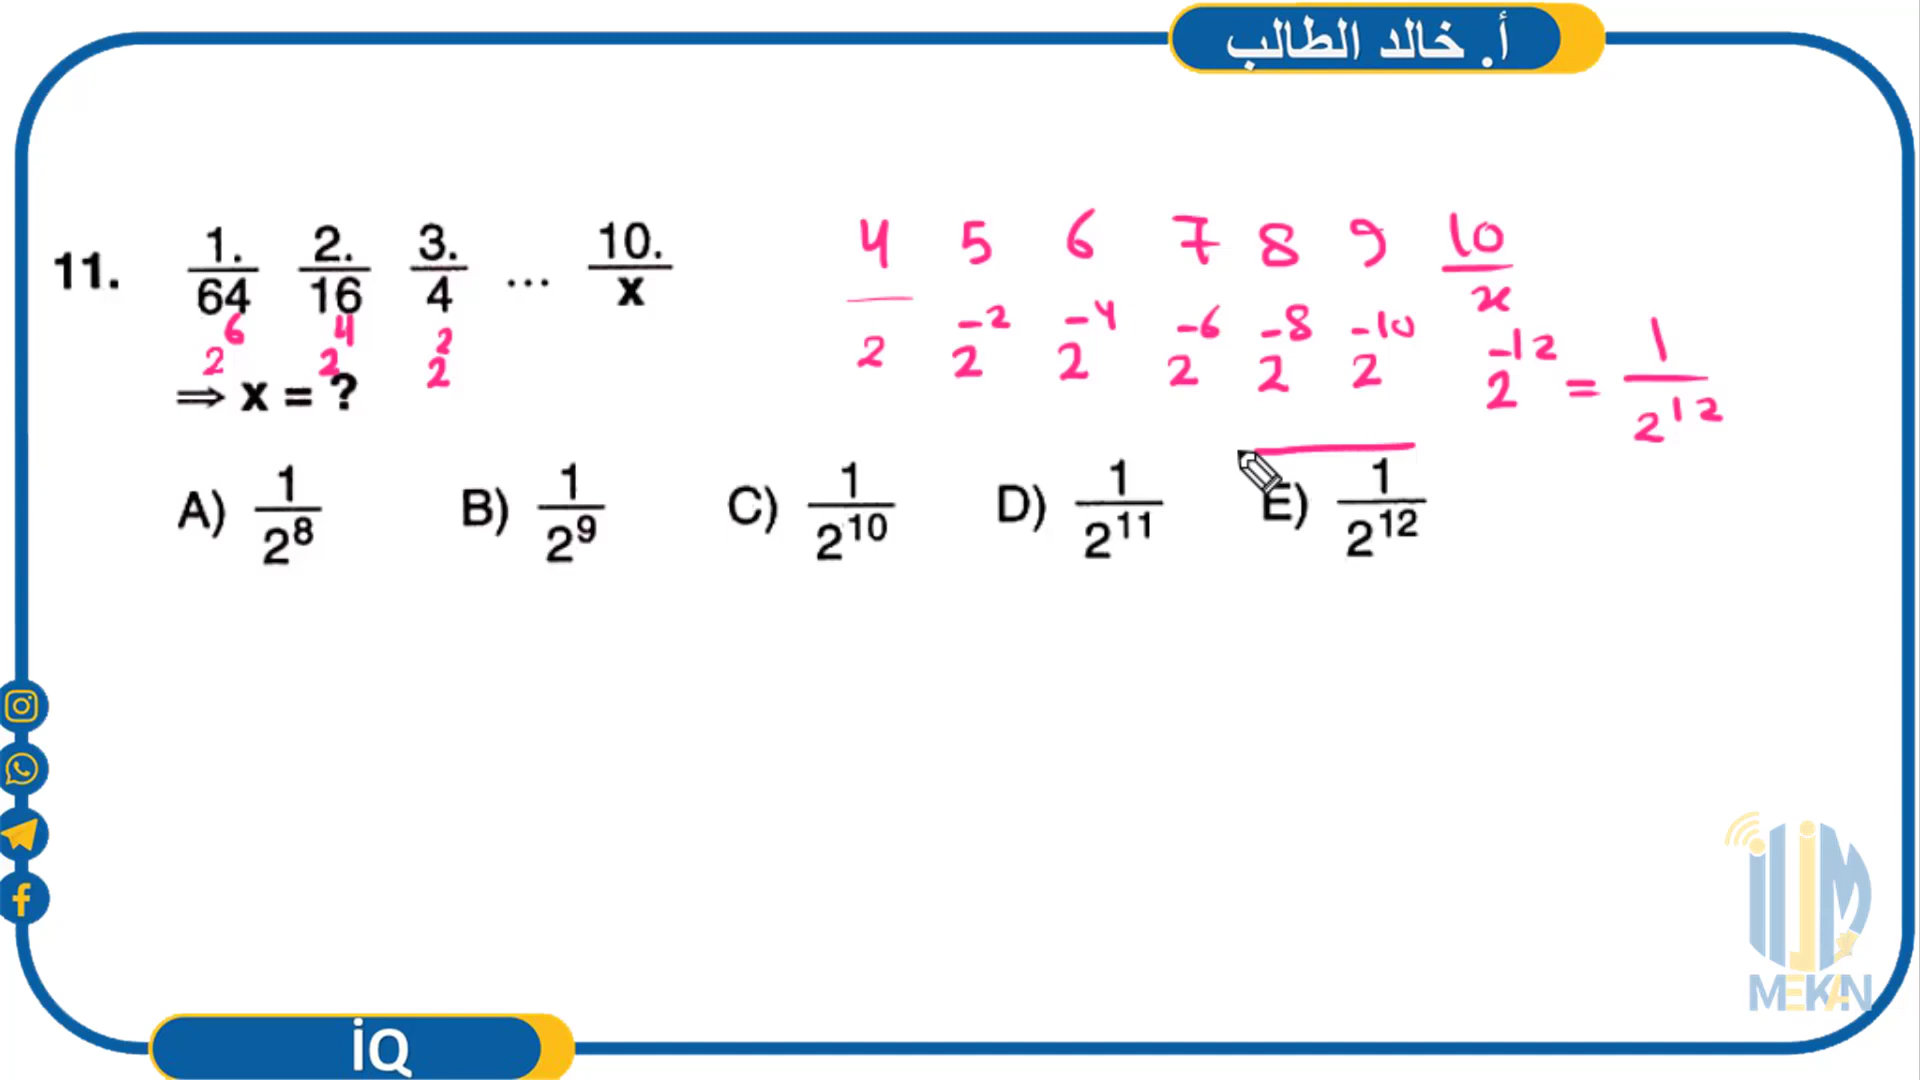 أ. خالد الطالب
11. 1./64 2./16 3./4 ... 10./x
2^6 2^4 2^2
⇒ x = ?
4 5 6 7 8 9 10/x
2 2^-2 2^-4 2^-6 2^-8 2^-10 2^-12 = 1/2^12
A) 1/2^8 B) 1/2^9 C) 1/2^10 D) 1/2^11 E) 1/2^12
MEKAN
İQ